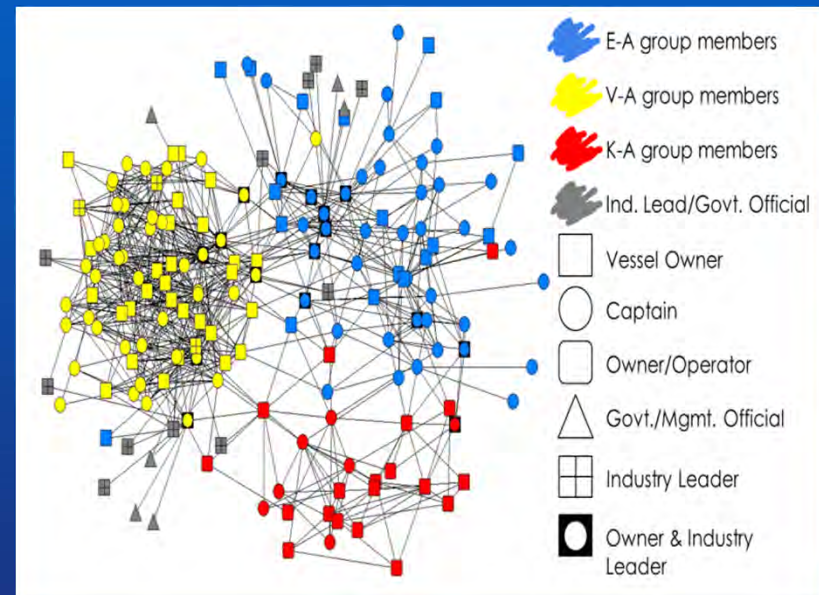 E-A group members
V-A group members
K-A group members
Ind. Lead/Govt. Official
Vessel Owner
Captain
Owner/Operator
Govt./Mgmt. Official
Industry Leader
Owner & Industry
Leader